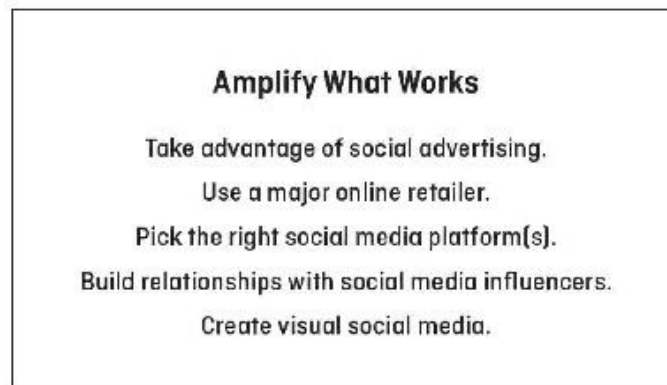 Amplify What Works
Take advantage of social advertising.
Use a major online retailer.
Pick the right social media platform(s).
Build relationships with social media influencers.
Create visual social media.